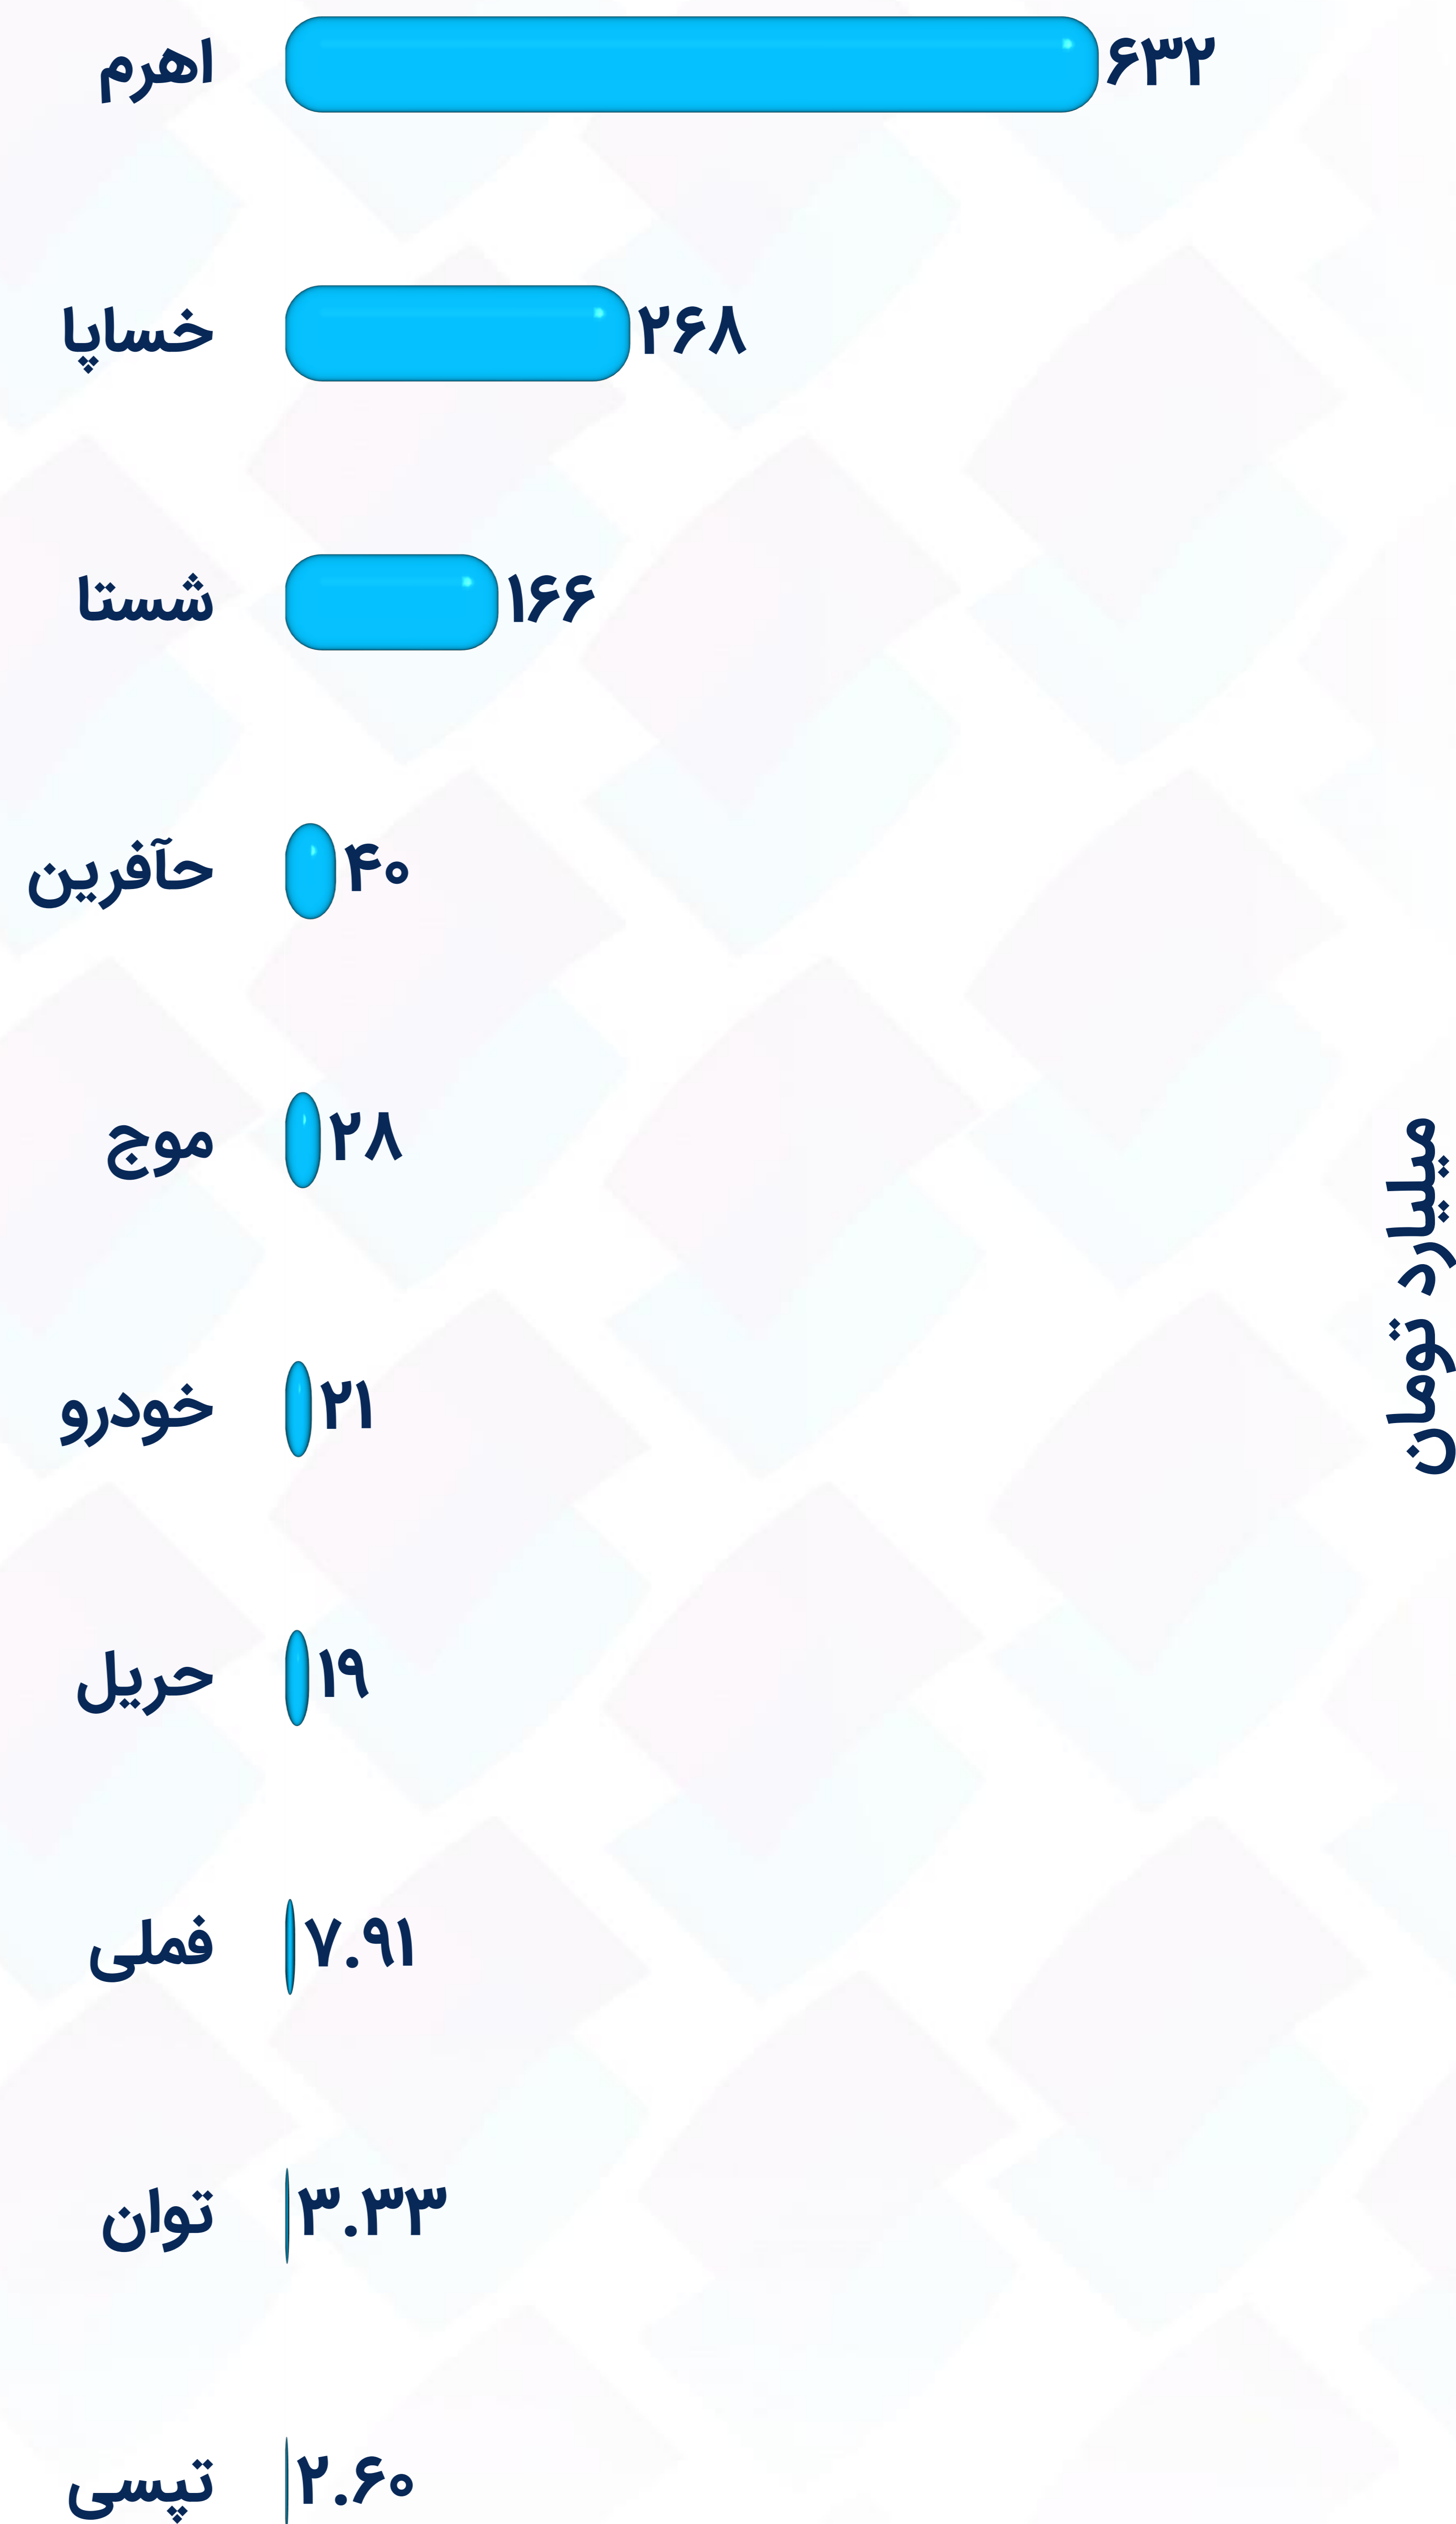 اهرم ۶۳۲
خساپا ۲۶۸
شستا ۱۶۶
حآفرین ۴۰
موج ۲۸
خودرو ۲۱
حریل ۱۹
فملی ۷.۹۱
توان ۳.۳۳
تپسی ۲.۶۰
میلیارد تومان